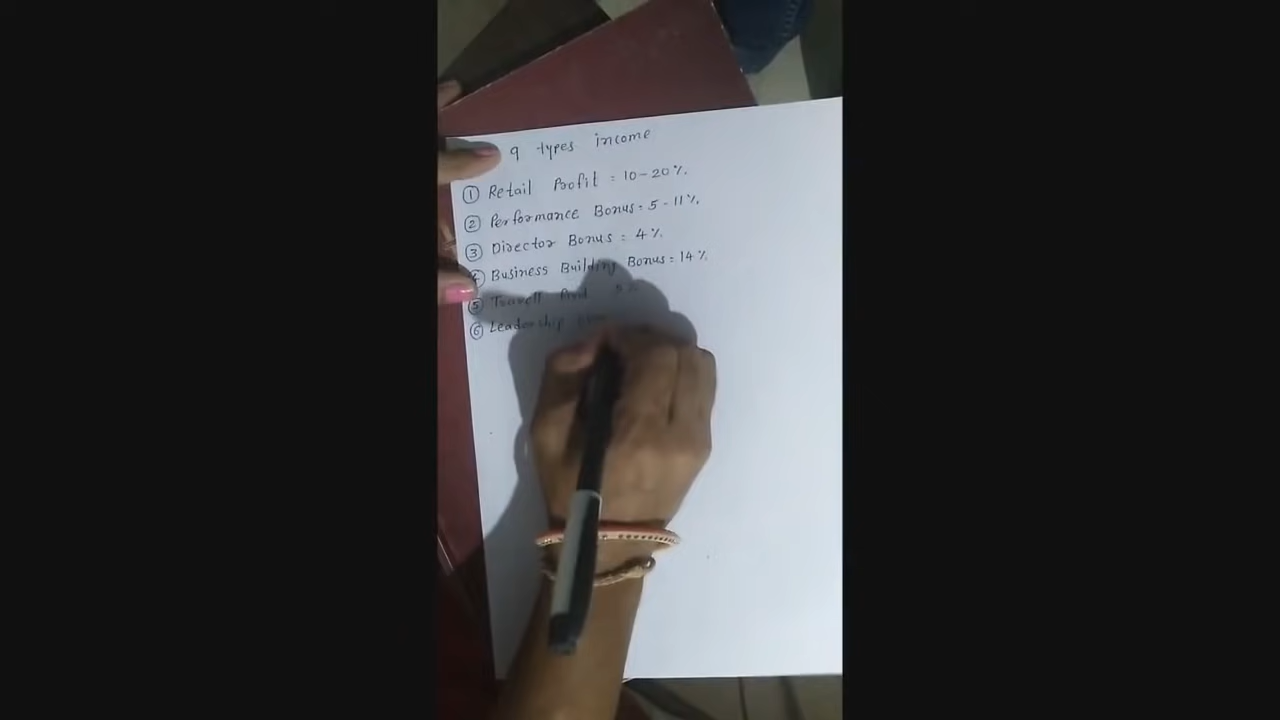 9 types income
① Retail Profit = 10-20%.
② Performance Bonus = 5-11%.
③ Director Bonus = 4%.
④ Business Building Bonus = 14%
⑤ Travell
⑥ Leadership